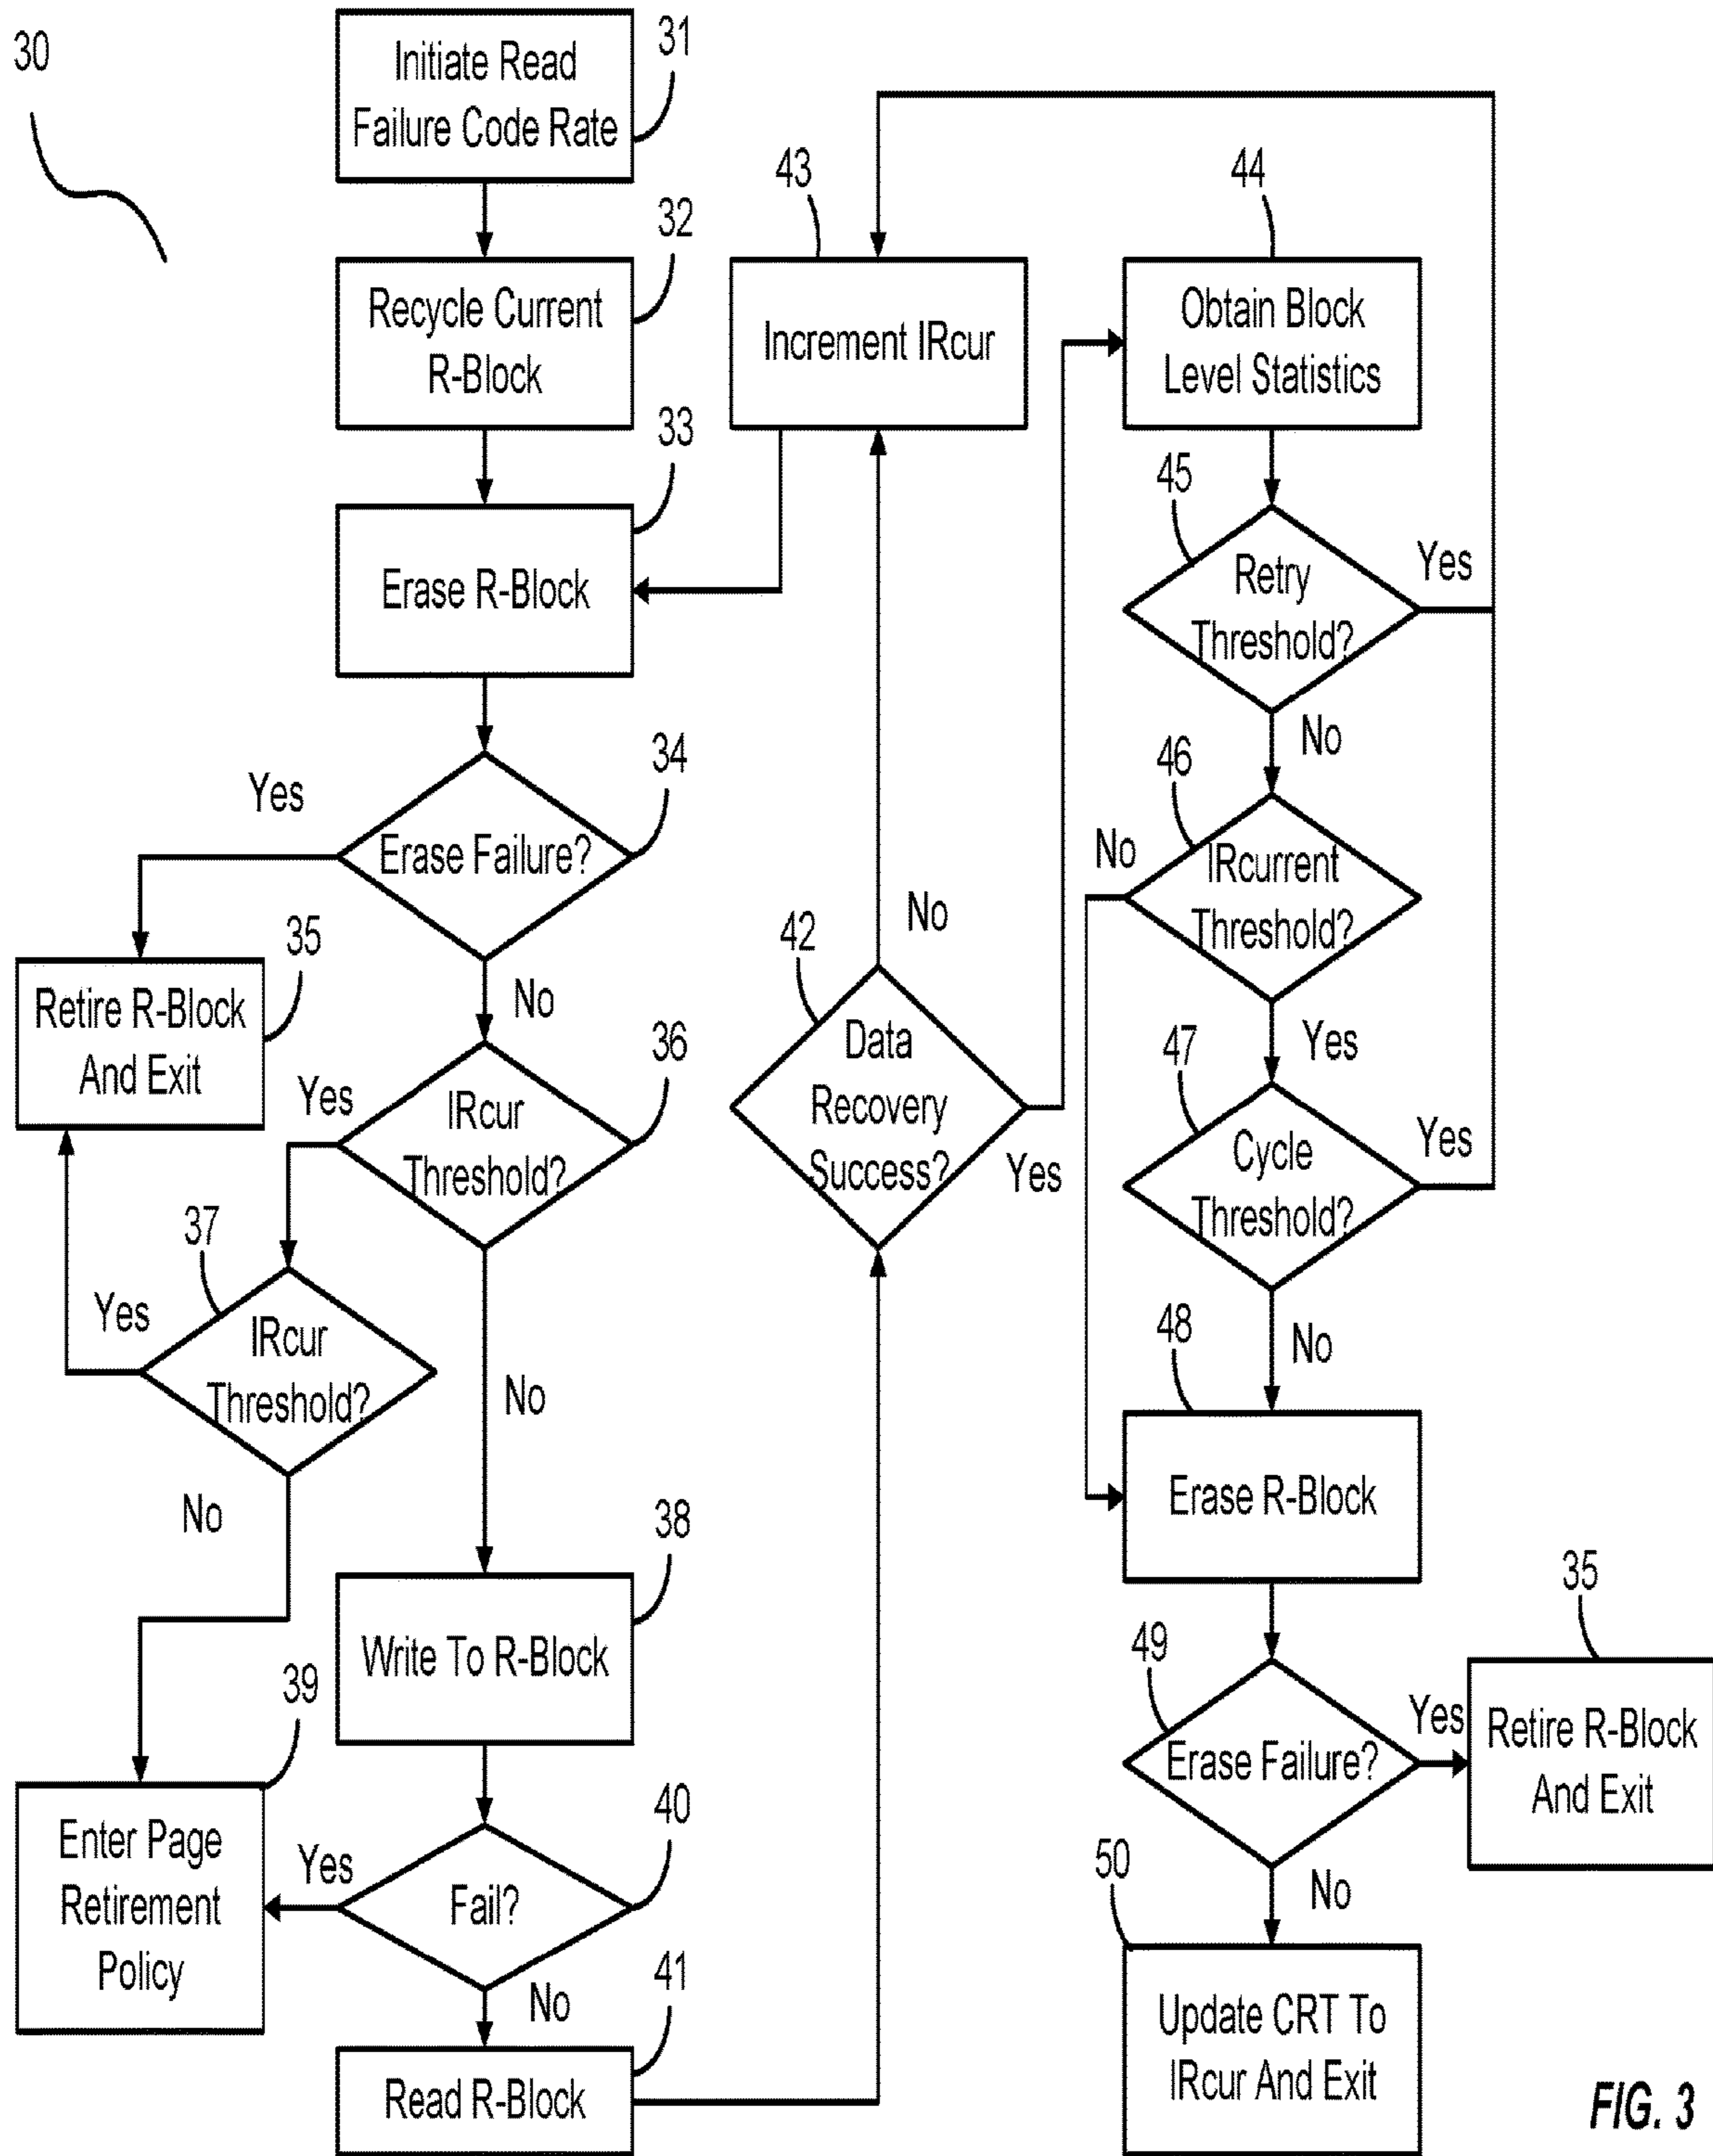 30
31
Initiate Read
Failure Code Rate
32
Recycle Current
R-Block
33
Erase R-Block
34
Yes
Erase Failure?
No
35
Retire R-Block
And Exit
36
Yes
IRcur
Threshold?
No
37
Yes
IRcur
Threshold?
No
38
Write To R-Block
39
Enter Page
Retirement
Policy
40
Yes
Fail?
No
41
Read R-Block
42
No
Data
Recovery
Success?
Yes
43
Increment IRcur
44
Obtain Block
Level Statistics
45
Yes
Retry
Threshold?
No
46
No
IRcurrent
Threshold?
Yes
47
Yes
Cycle
Threshold?
No
48
Erase R-Block
49
Yes
Erase Failure?
No
35
Retire R-Block
And Exit
50
Update CRT To
IRcur And Exit
FIG. 3